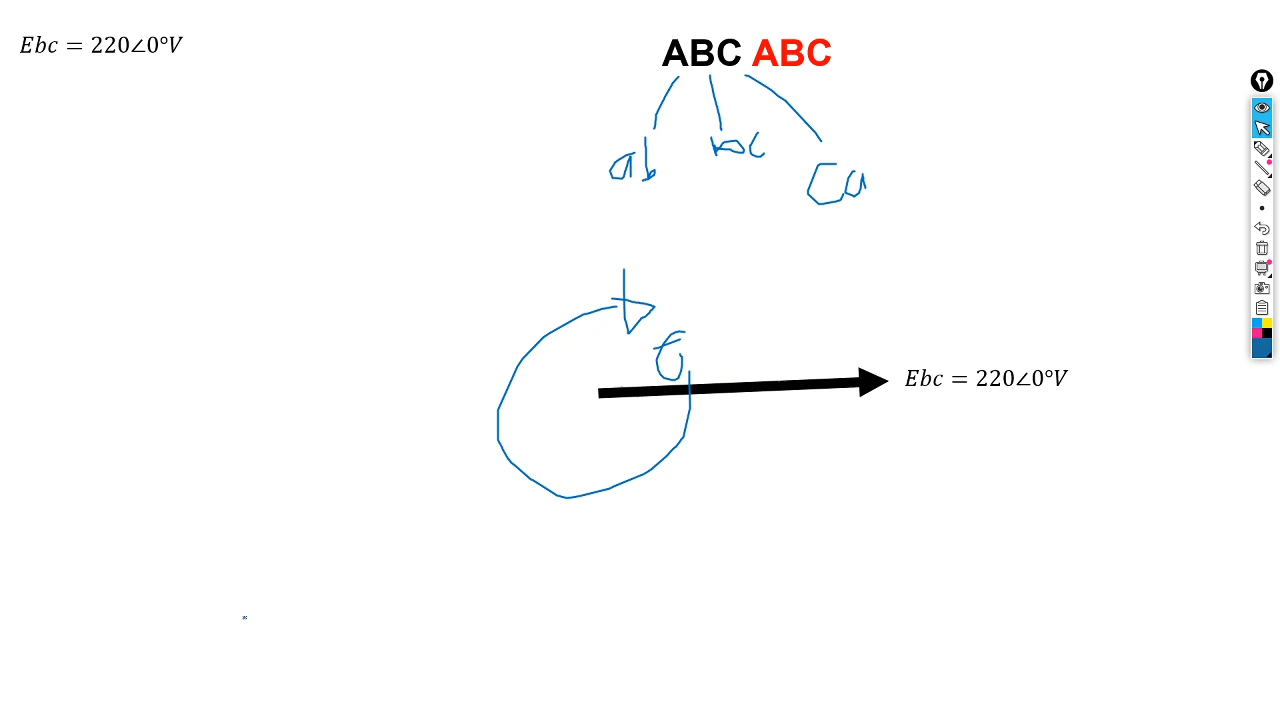 𝐸𝑏𝑐 = 220∠0°𝑉
ABC ABC
ab bc ca
𝐸𝑏𝑐 = 220∠0°𝑉